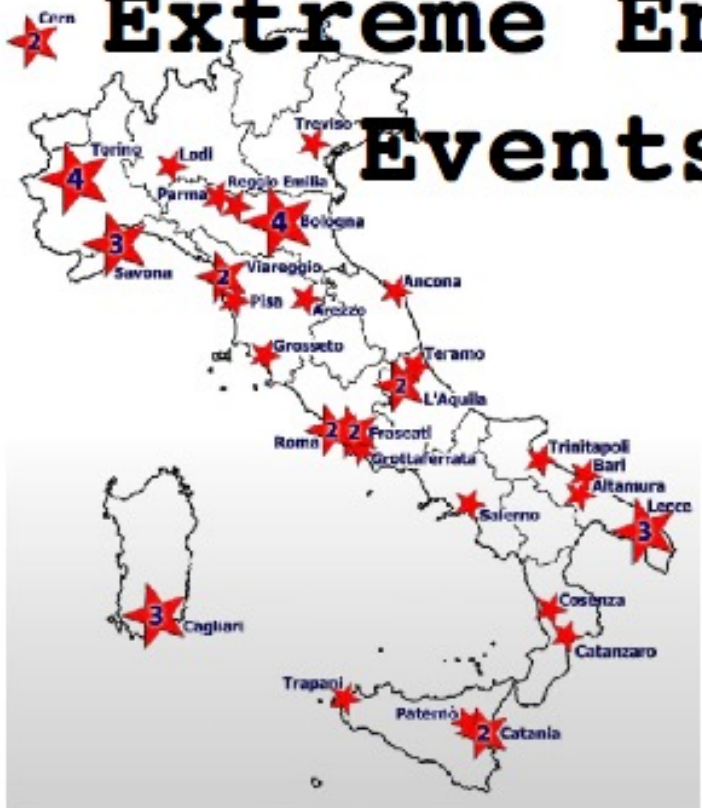 Extreme En
Events
Cern
2
Treviso
Torino
4
Lodi
Parma
Reggio Emilia
4 Bologna
3
Savona
2
Viareggio
Pisa
Arezzo
Ancona
Grosseto
Teramo
2
L'Aquila
Roma
2
2 Frascati
Grottaferrata
Trinitapoli
Bari
Altamura
Lecce
3
Salerno
3
Cagliari
Cosenza
Catanzaro
Trapani
Paternò
2 Catania